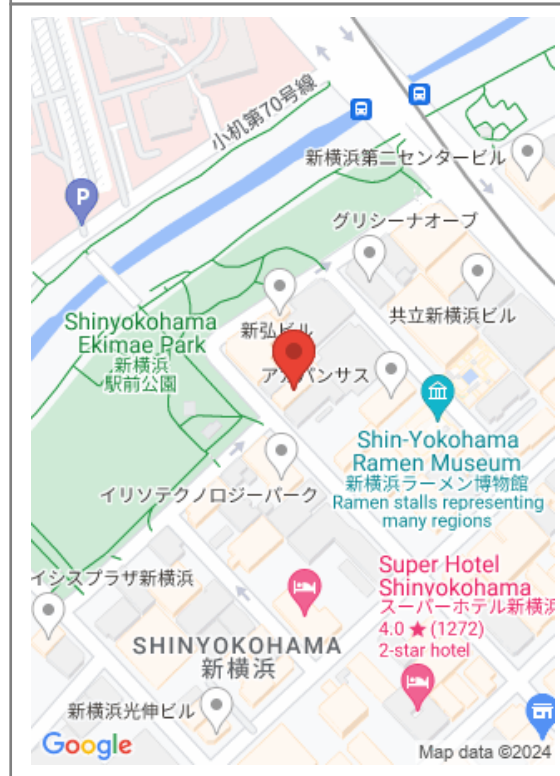 小机第70号線
P
新横浜第二センタービル
グリシーナオーブ
共立新横浜ビル
Shinyokohama
Ekimae Park
新横浜
駅前公園
新弘ビル
バンサス
Shin-Yokohama
Ramen Museum
新横浜ラーメン博物館
Ramen stalls representing
many regions
イリソテクノロジーパーク
イシスプラザ新横浜
Super Hotel
Shinyokohama
スーパーホテル新横浜
4.0 ★ (1272)
2-star hotel
SHINYOKOHAMA
新横浜
新横浜光伸ビル
Google
Map data ©2024